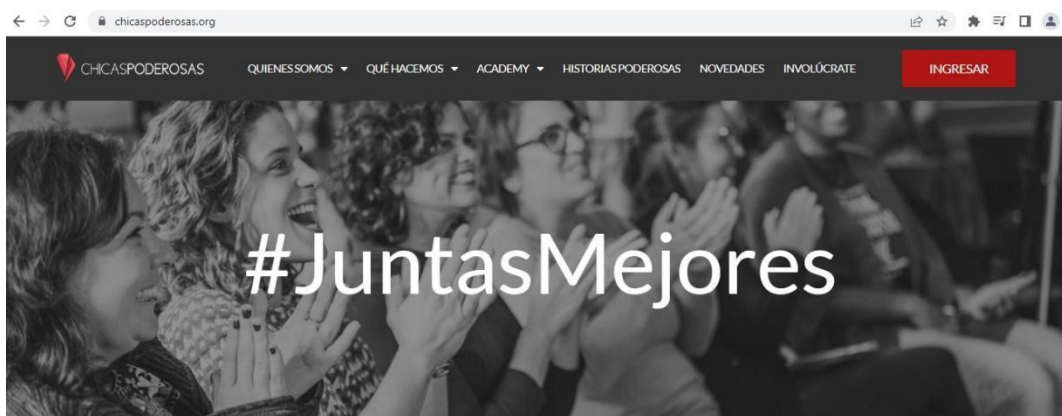 chicaspoderosas.org
CHICASPODEROSAS QUIENES SOMOS QUÉ HACEMOS ACADEMY HISTORIAS PODEROSAS NOVEDADES INVOLÚCRATE INGRESAR
#JuntasMejores